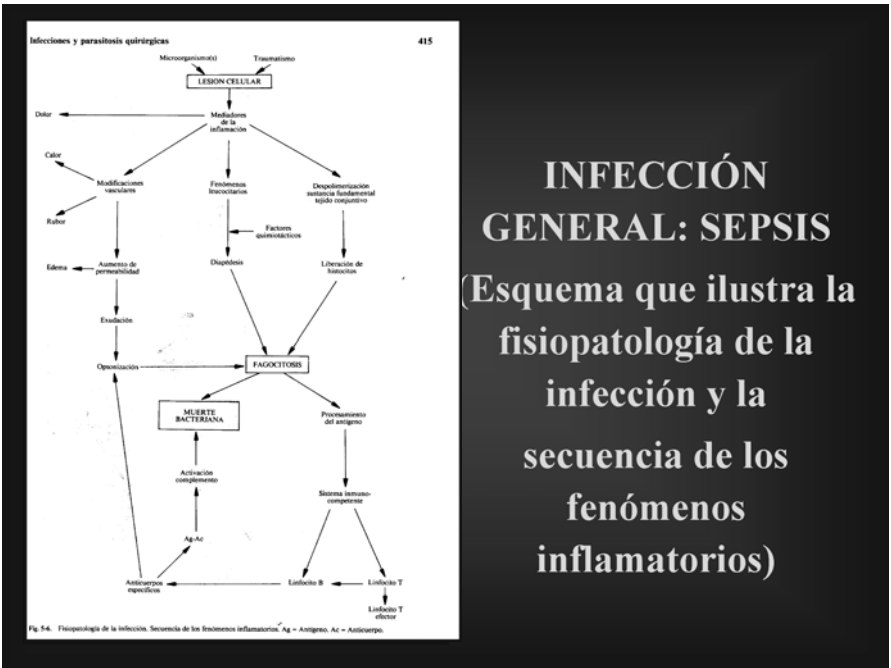 Infecciones y parasitosis quirúrgicas 415
Microorganismo(s) Traumatismo
LESION CELULAR
Dolor
Mediadores
de la
inflamación
Calor
Modificaciones
vasculares
Fenómenos
leucocitarios
Despolimerización
sustancia fundamental
tejido conjuntivo
Rubor
Factores
quimiotácticos
Edema
Aumento de
permeabilidad
Diapédesis
Liberación de
histocitos
Exudación
Opsonización
FAGOCITOSIS
MUERTE
BACTERIANA
Procesamiento
del antígeno
Activación
complemento
Sistema inmuno-
competente
Ag-Ac
Anticuerpos
específicos
Linfocito B
Linfocito T
Linfocito T
efector
Fig. 5-6. Fisiopatología de la infección. Secuencia de los fenómenos inflamatorios. Ag = Antígeno. Ac = Anticuerpo.
INFECCIÓN
GENERAL: SEPSIS
(Esquema que ilustra la
fisiopatología de la
infección y la
secuencia de los
fenómenos
inflamatorios)